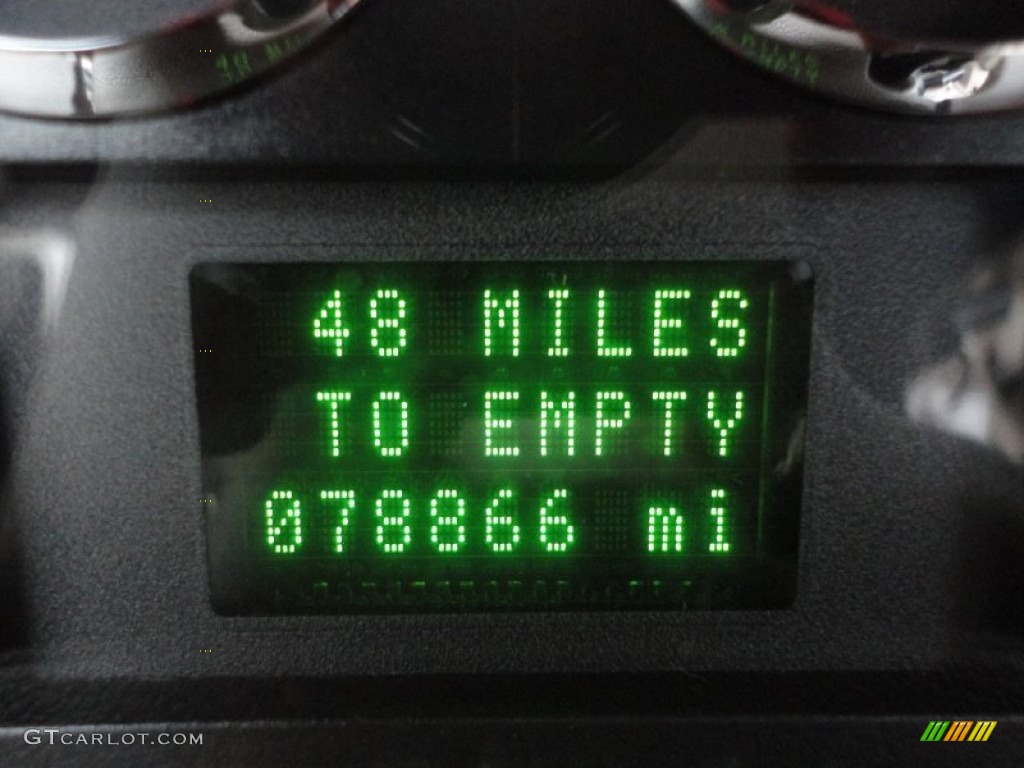 48 MILES
TO EMPTY
078866 mi
GTCARLOT.COM